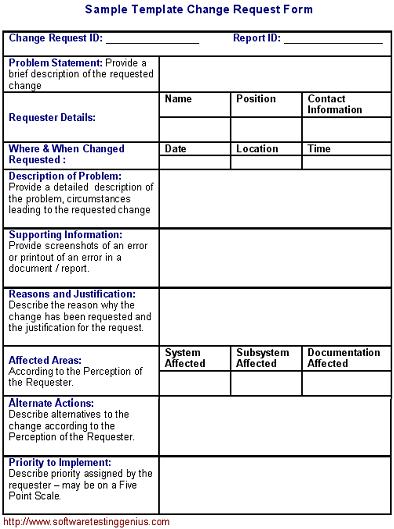 Sample Template Change Request Form
Change Request ID: ________________ Report ID: ________________
Problem Statement: Provide a
brief description of the requested
change
Requester Details:
Name Position Contact
Information
Where & When Changed
Requested :
Date Location Time
Description of Problem:
Provide a detailed description of
the problem, circumstances
leading to the requested change
Supporting Information:
Provide screenshots of an error
or printout of an error in a
document / report.
Reasons and Justification:
Describe the reason why the
change has been requested and
the justification for the request.
Affected Areas:
According to the Perception of
the Requester.
System Subsystem Documentation
Affected Affected Affected
Alternate Actions:
Describe alternatives to the
change according to the
Perception of the Requester.
Priority to Implement:
Describe priority assigned by the
requester – may be on a Five
Point Scale.
http://www.softwaretestinggenius.com